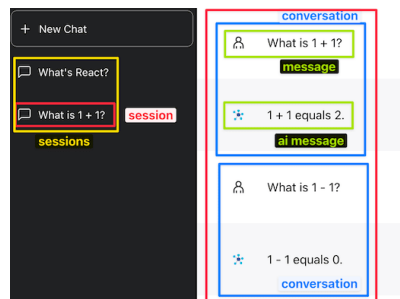 + New Chat
What's React?
What is 1 + 1?
session
sessions
conversation
What is 1 + 1?
message
1 + 1 equals 2.
ai message
What is 1 - 1?
1 - 1 equals 0.
conversation